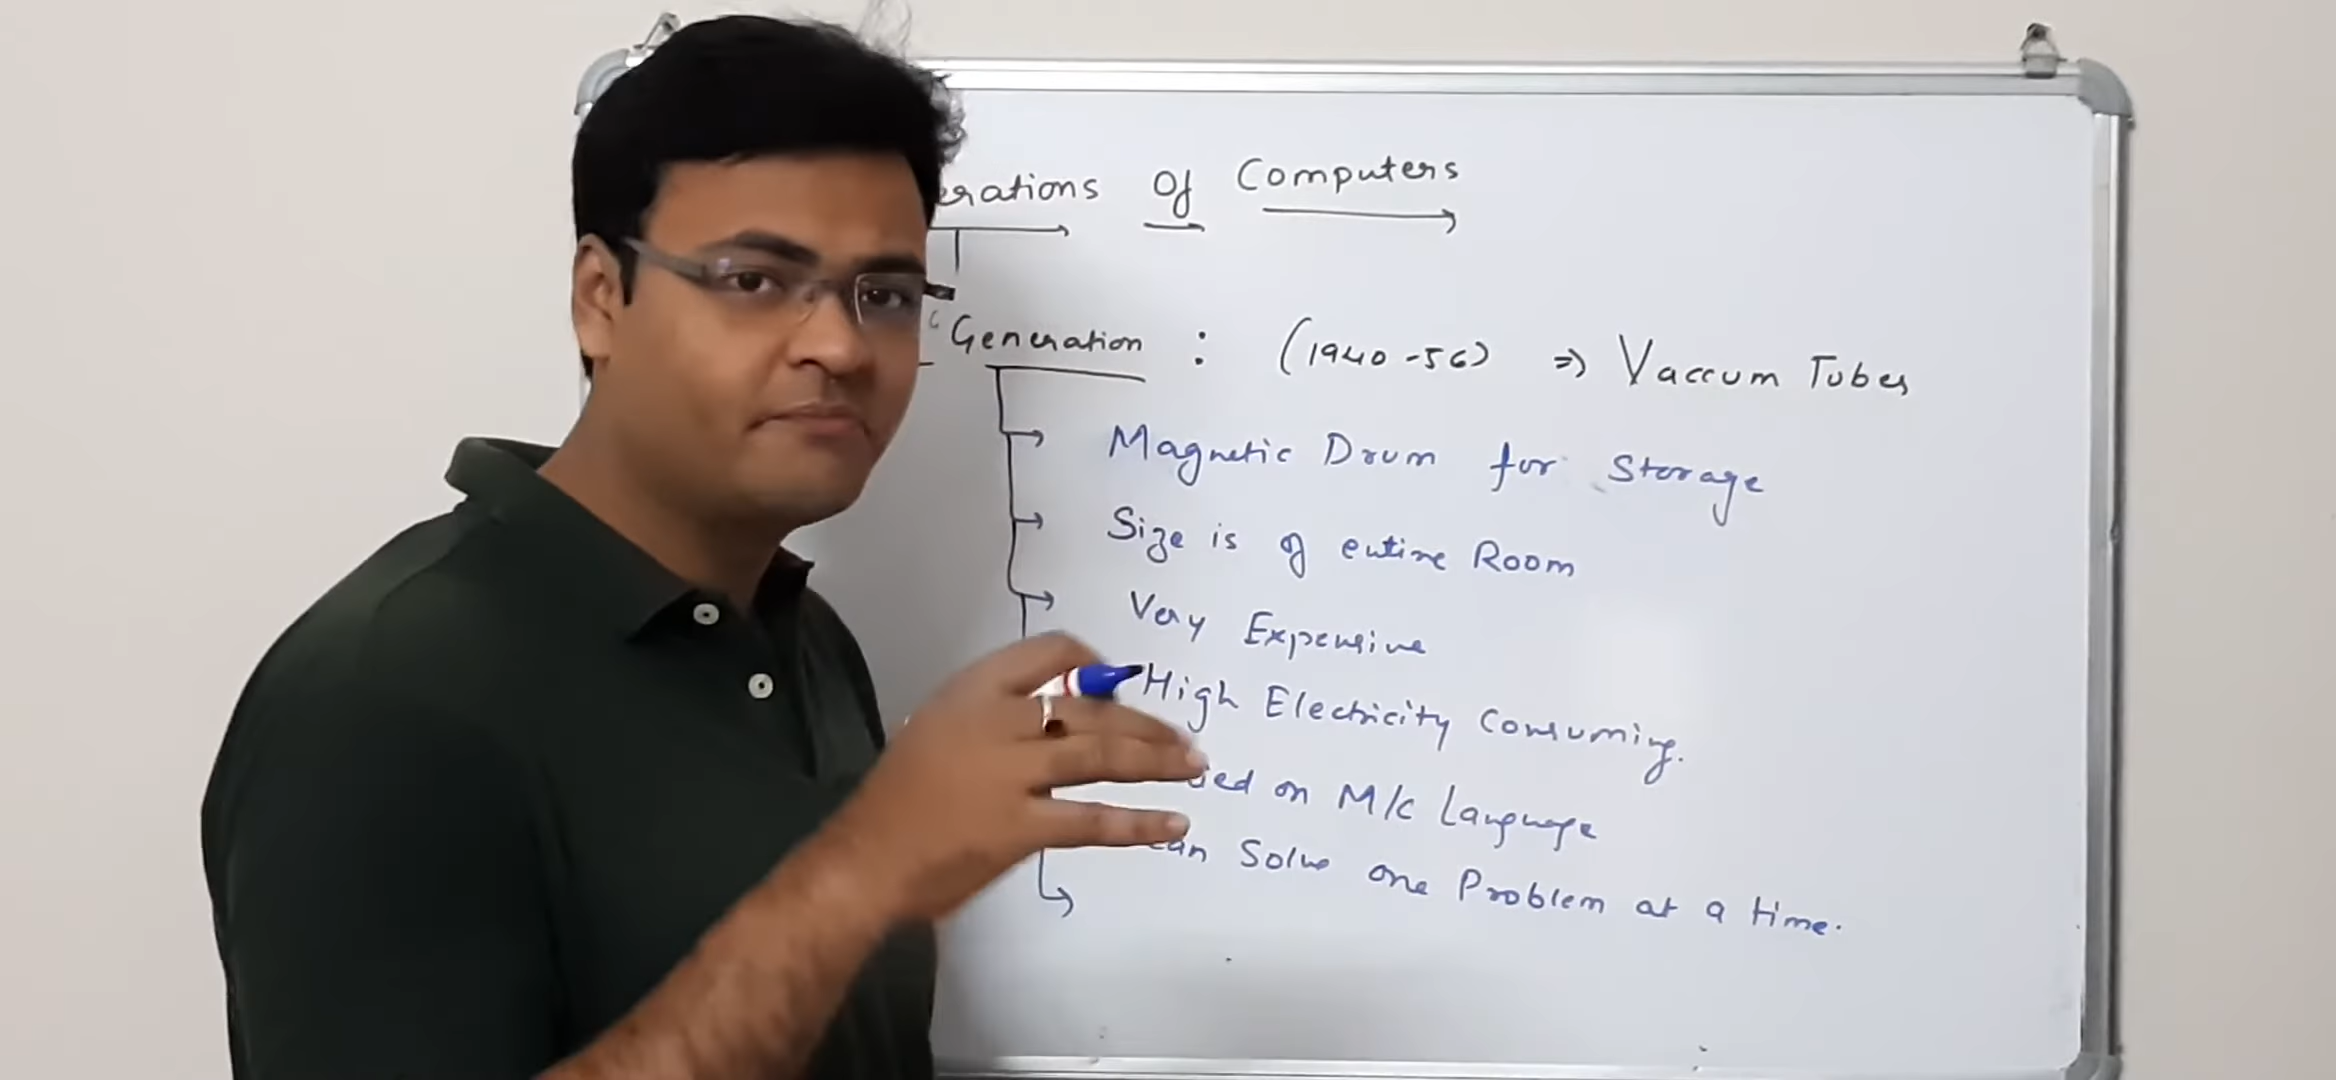 erations Of Computers
Generation : (1940-56) ⇒ Vaccum Tubes
Magnetic Drum for Storage
Size is of entire Room
Very Expensive
High Electricity Consuming.
sed on M/c Language
can Solve one Problem at a time.